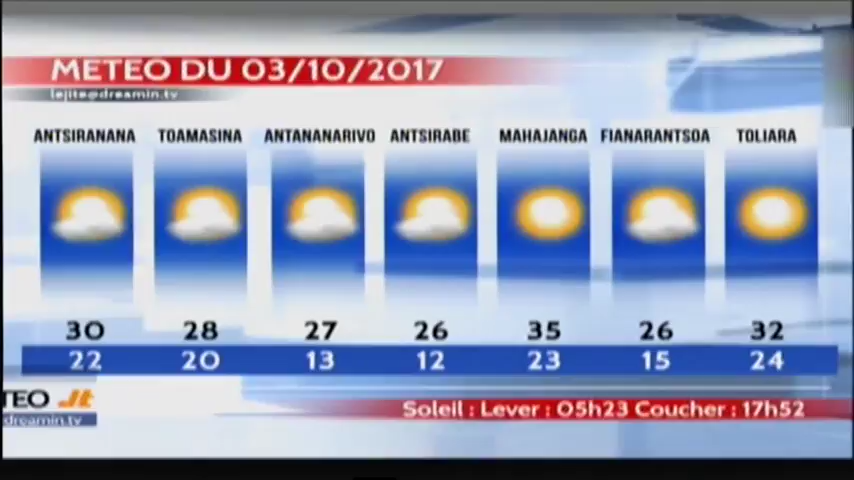 METEO DU 03/10/2017
lejite@dreamin.tv
ANTSIRANANA TOAMASINA ANTANANARIVO ANTSIRABE MAHAJANGA FIANARANTSOA TOLIARA
30 28 27 26 35 26 32
22 20 13 12 23 15 24
TEO Jt
dreamin.tv
Soleil : Lever : 05h23 Coucher : 17h52